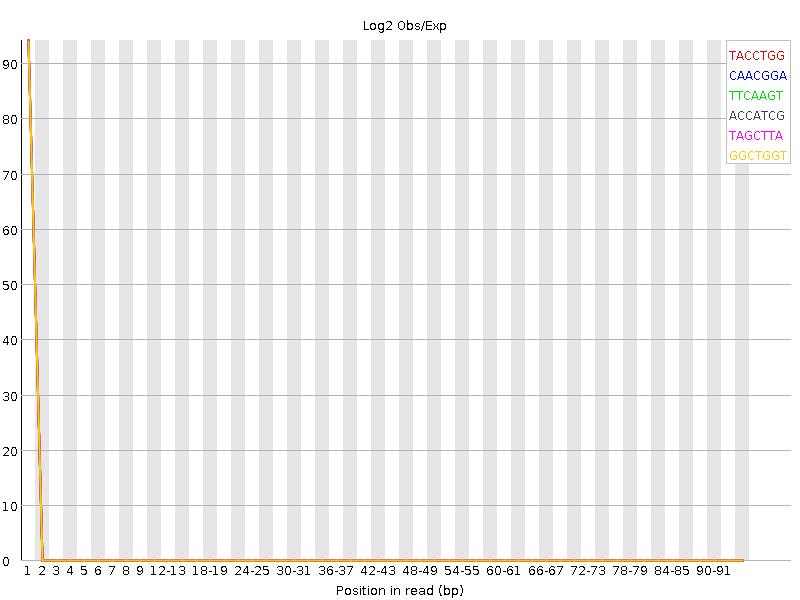 Log2 Obs/Exp
90
80
70
60
50
40
30
20
10
0
TACCTGG
CAACGGA
TTCAAGT
ACCATCG
TAGCTTA
GGCTGGT
1 2 3 4 5 6 7 8 9 12-13 18-19 24-25 30-31 36-37 42-43 48-49 54-55 60-61 66-67 72-73 78-79 84-85 90-91
Position in read (bp)